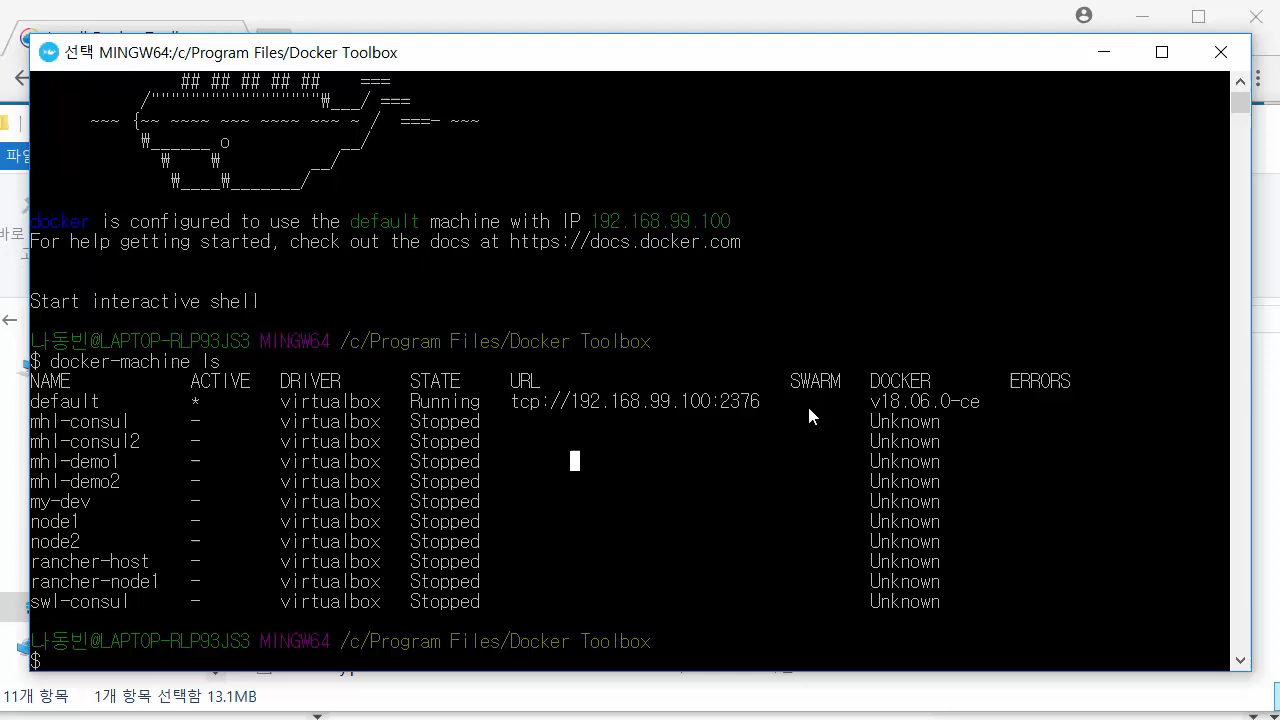 선택 MINGW64:/c/Program Files/Docker Toolbox
## ## ## ## ##    ===
/"""""""""""""""""₩___/ ===
~~~ {~~ ~~~~ ~~~ ~~~~ ~~~ ~ /  ===- ~~~
₩______ o           __/
₩    ₩         __/
₩____₩_______/
docker is configured to use the default machine with IP 192.168.99.100
For help getting started, check out the docs at https://docs.docker.com
Start interactive shell
나동빈@LAPTOP-RLP93JS3 MINGW64 /c/Program Files/Docker Toolbox
$ docker-machine ls
NAME ACTIVE DRIVER STATE URL SWARM DOCKER ERRORS
default * virtualbox Running tcp://192.168.99.100:2376 v18.06.0-ce
mhl-consul - virtualbox Stopped Unknown
mhl-consul2 - virtualbox Stopped Unknown
mhl-demo1 - virtualbox Stopped Unknown
mhl-demo2 - virtualbox Stopped Unknown
my-dev - virtualbox Stopped Unknown
node1 - virtualbox Stopped Unknown
node2 - virtualbox Stopped Unknown
rancher-host - virtualbox Stopped Unknown
rancher-node1 - virtualbox Stopped Unknown
swl-consul - virtualbox Stopped Unknown
나동빈@LAPTOP-RLP93JS3 MINGW64 /c/Program Files/Docker Toolbox
$
11개 항목 1개 항목 선택함 13.1MB